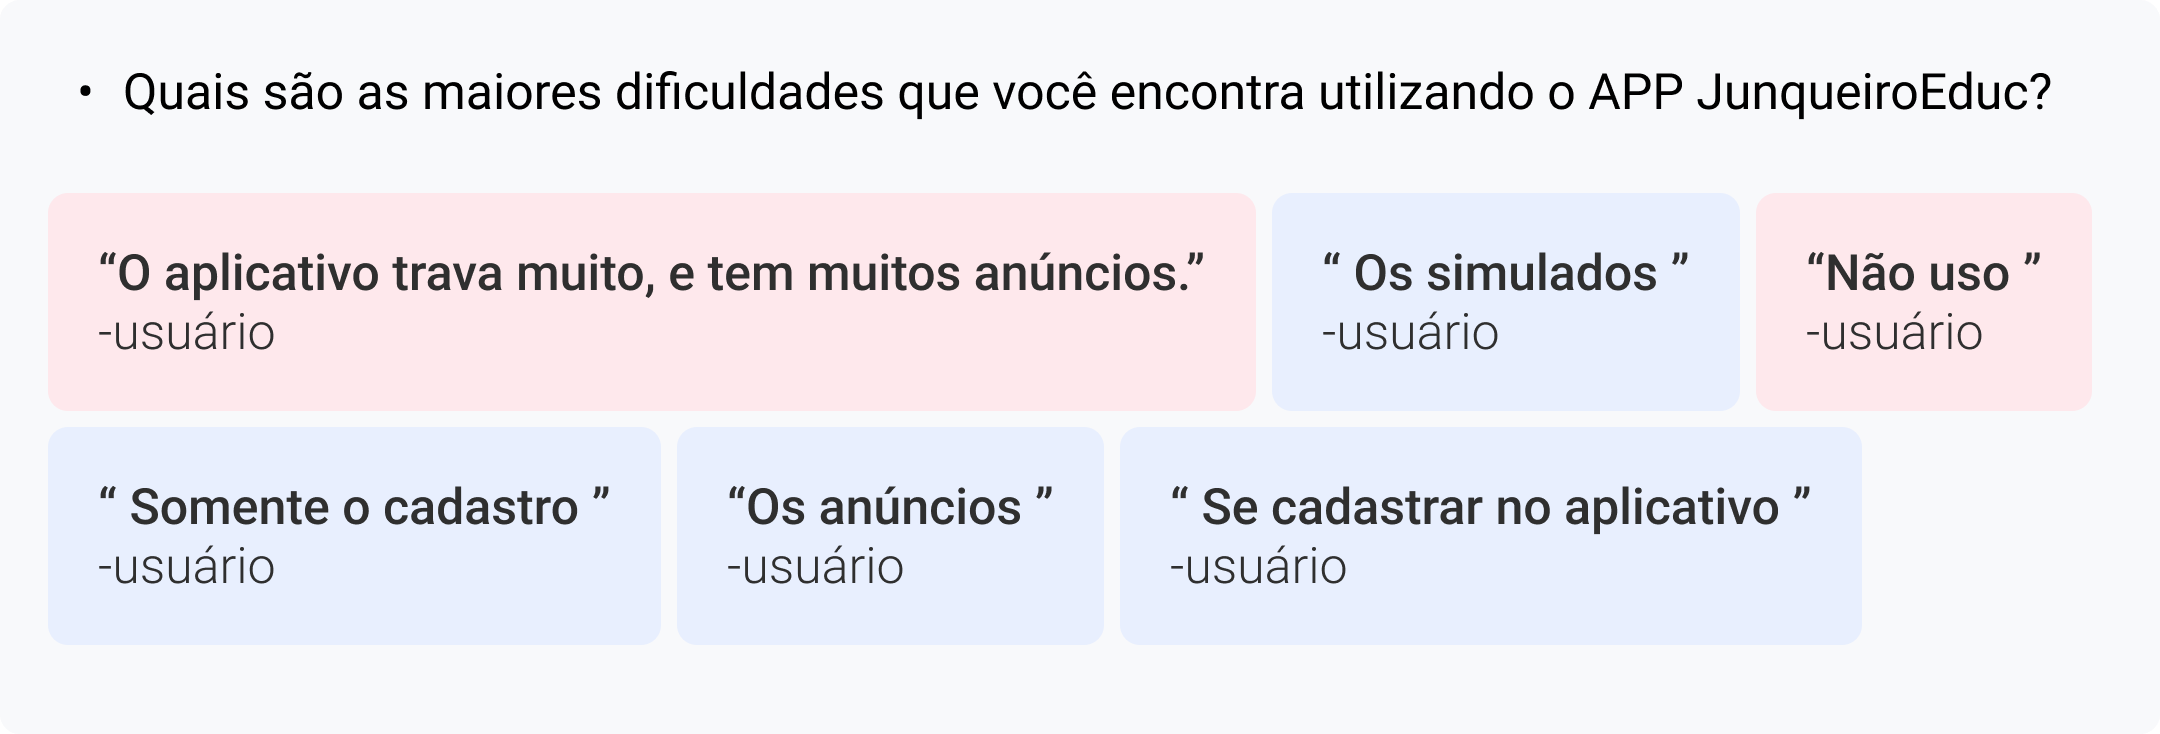 • Quais são as maiores dificuldades que você encontra utilizando o APP JunqueiroEduc?
“O aplicativo trava muito, e tem muitos anúncios.”
-usuário
“ Os simulados ”
-usuário
“Não uso ”
-usuário
“ Somente o cadastro ”
-usuário
“Os anúncios ”
-usuário
“ Se cadastrar no aplicativo ”
-usuário